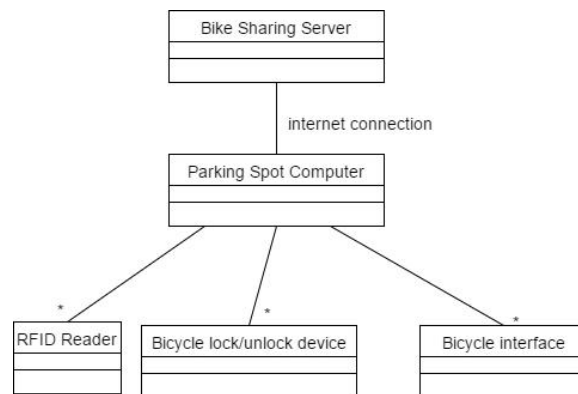 Bike Sharing Server
internet connection
Parking Spot Computer
* * *
RFID Reader
Bicycle lock/unlock device
Bicycle interface